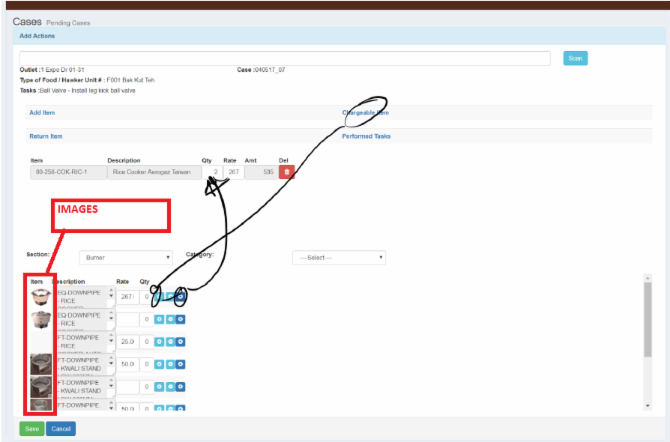 Cases Pending Cases
Add Actions
Scan
Outlet :1 Expo Dr 01-31 Case :040517_07
Type of Food / Hawker Unit # : F001 Bak Kut Teh
Tasks :Ball Valve - Install leg kick ball valve
Add Item Chargeable Item
Return Item Performed Tasks
Item Description Qty Rate Amt Del
80-258-COK-RIC-1 Rice Cooker Aerogaz Taiwan 2 267 535
IMAGES
Section: Burner Category: ---Select---
Item Description Rate Qty
EQ-DOWNPIPE 267 0
- RICE
EQ-DOWNPIPE 0
- RICE
FT-DOWNPIPE 25.0 0
- RICE
FT-DOWNPIPE 50.0 0
- KWALI STAND
FT-DOWNPIPE 0
- KWALI STAND
FT-DOWNPIPE 50.0 0
Save Cancel